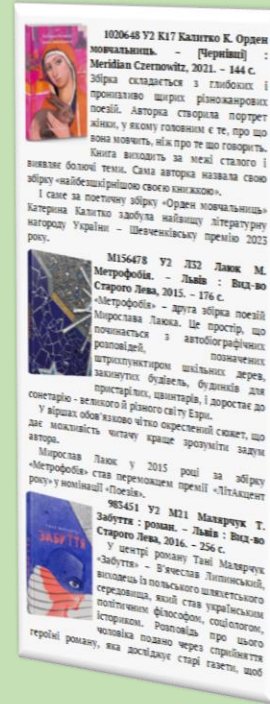 1020648 У2 К17 Калитко К. Орден
мовчальниць. – [Чернівці] :
Meridian Czernowitz, 2021. – 144 с.
Збірка складається з глибоких і
пронизливо щирих різножанрових
поезій. Авторка створила портрет
жінки, у якому головним є те, про що
вона мовчить, ніж про те що говорить.
Книга виходить за межі сталого і
виявляє болючі теми. Сама авторка назвала свою
збірку «найбезшкірнішою своєю книжкою».
І саме за поетичну збірку «Орден мовчальниць»
Катерина Калитко здобула найвищу літературну
нагороду України – Шевченківську премію 2023
року.
М156478 У2 Л32 Лаюк М.
Метрофобія. – Львів : Вид-во
Старого Лева, 2015. – 176 с.
«Метрофобія» – друга збірка поезій
Мирослава Лаюка. Це простір, що
починається з автобіографічних
розповідей, позначених
штрихпунктиром шкільних дерев,
закинутих будівель, будинків для
пристарілих, цвинтарів, і доростає до
сонетарію - великого й різного світу Еври.
У віршах обов'язково чітко окреслений сюжет, що
дає можливість читачу краще зрозуміти задум
автора.
Мирослав Лаюк у 2015 році за збірку
«Метрофобія» став переможцем премії «ЛітАкцент
року» у номінації «Поезія».
983451 У2 М21 Малярчук Т.
Забуття : роман. – Львів : Вид-во
Старого Лева, 2016. – 256 с.
ЗАБУТТЯ
У центрі роману Тані Малярчук
«Забуття» – В'ячеслав Липинський,
виходець із польського шляхетського
середовища, який став українським
політичним філософом, соціологом,
істориком. Розповідь про цього
чоловіка подано через сприйняття
героїні роману, яка досліджує старі газети, щоб